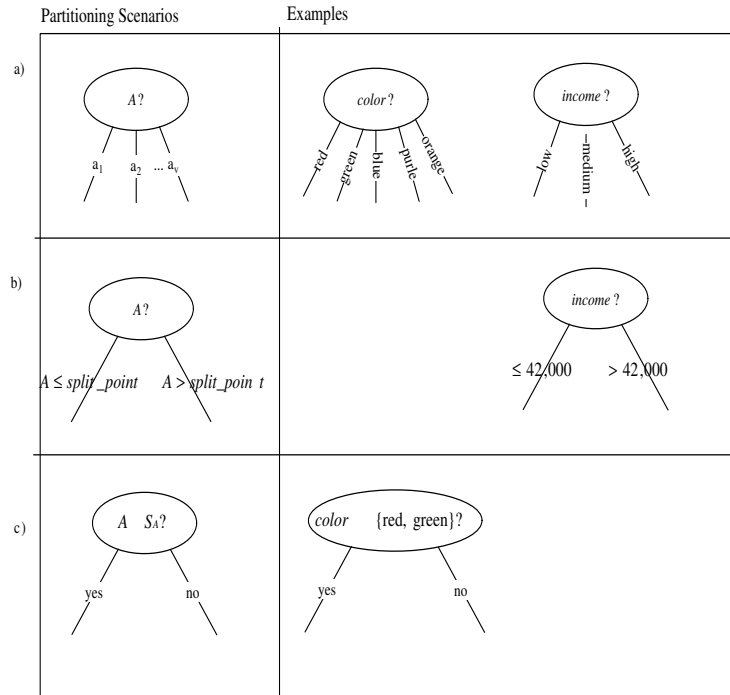 Partitioning Scenarios
Examples
a)
A?
a1
a2
... av
color?
red
green
blue
purle
orange
income?
low
medium
high
b)
A?
A ≤ split_point
A > split_poin t
income?
≤ 42,000
> 42,000
c)
A SA?
yes
no
color {red, green}?
yes
no